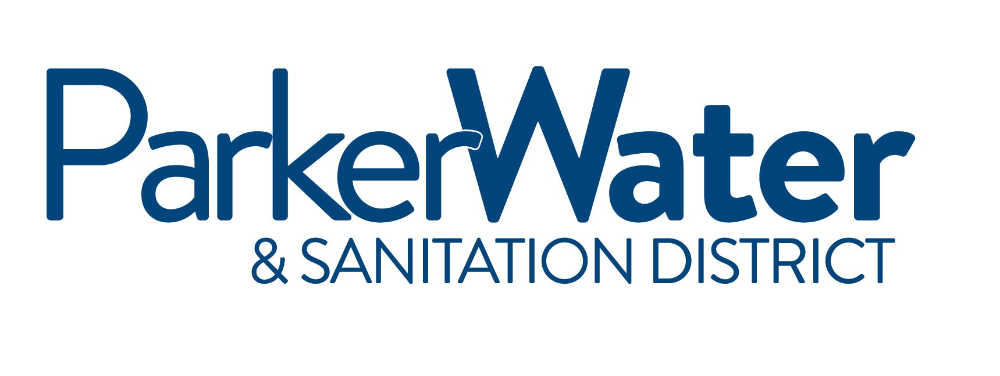 ParkerWater
& SANITATION DISTRICT